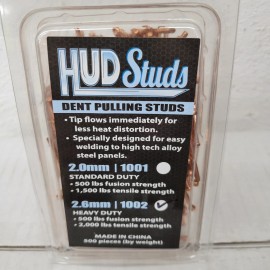 HUD Studs
DENT PULLING STUDS
• Tip flows immediately for
less heat distortion.
• Specially designed for easy
welding to high tech alloy
steel panels.
2.0mm | 1001
STANDARD DUTY
• 500 lbs fusion strength
• 1,500 lbs tensile strength
2.6mm | 1002
HEAVY DUTY
• 500 lbs fusion strength
• 2,000 lbs tensile strength
MADE IN CHINA
500 pieces (by weight)